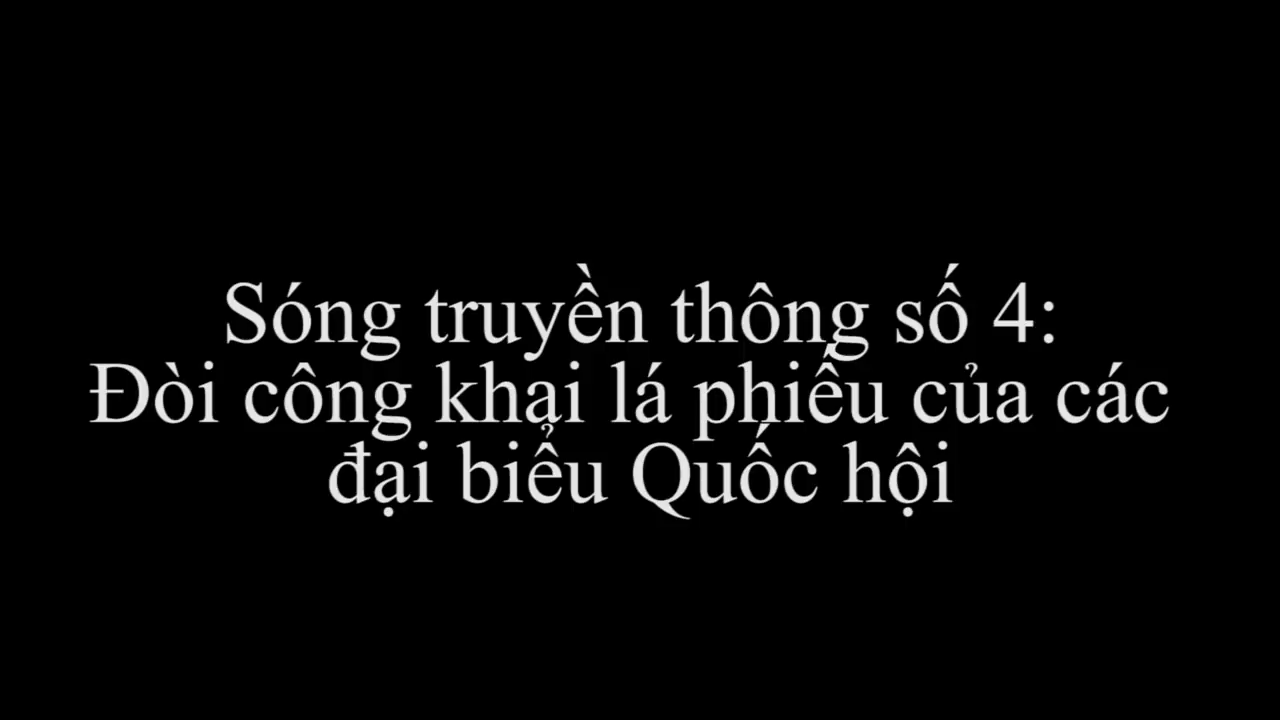 Sóng truyền thông số 4:
Đòi công khai lá phiếu của các
đại biểu Quốc hội